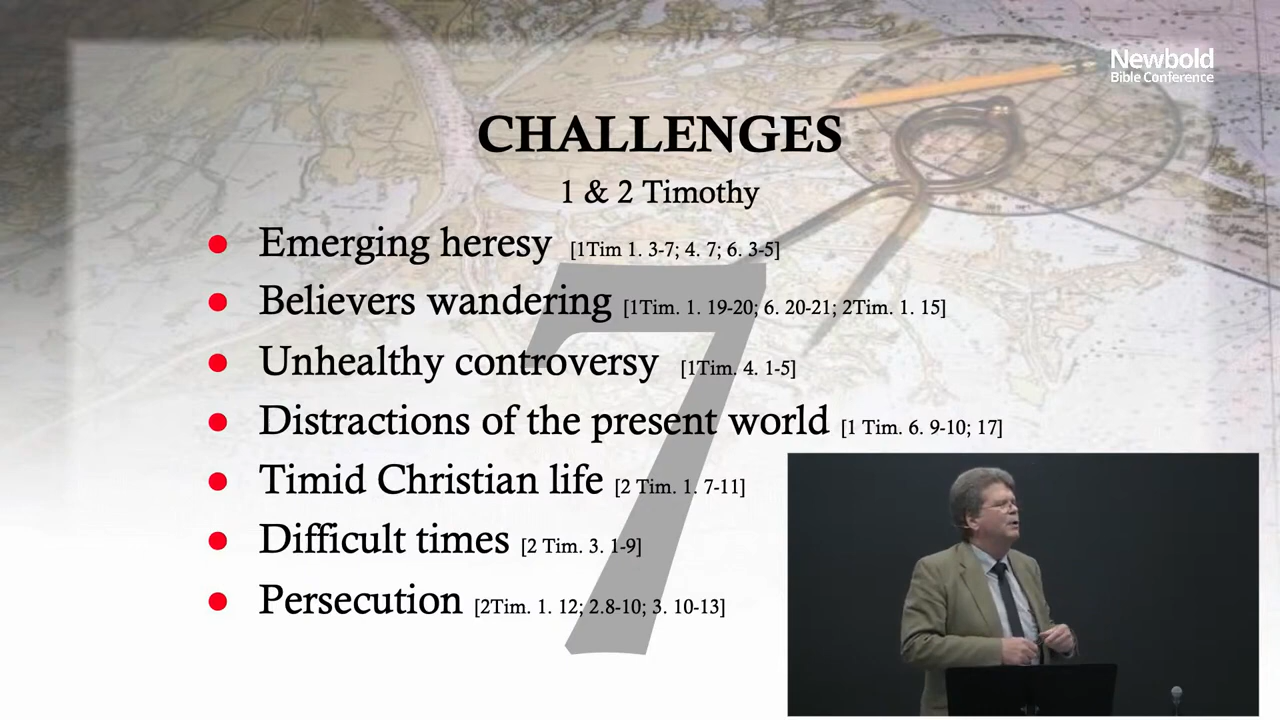 Newbold
Bible Conference
CHALLENGES
1 & 2 Timothy
Emerging heresy [1Tim 1. 3-7; 4. 7; 6. 3-5]
Believers wandering [1Tim. 1. 19-20; 6. 20-21; 2Tim. 1. 15]
Unhealthy controversy [1Tim. 4. 1-5]
Distractions of the present world [1 Tim. 6. 9-10; 17]
Timid Christian life [2 Tim. 1. 7-11]
Difficult times [2 Tim. 3. 1-9]
Persecution [2Tim. 1. 12; 2.8-10; 3. 10-13]
7